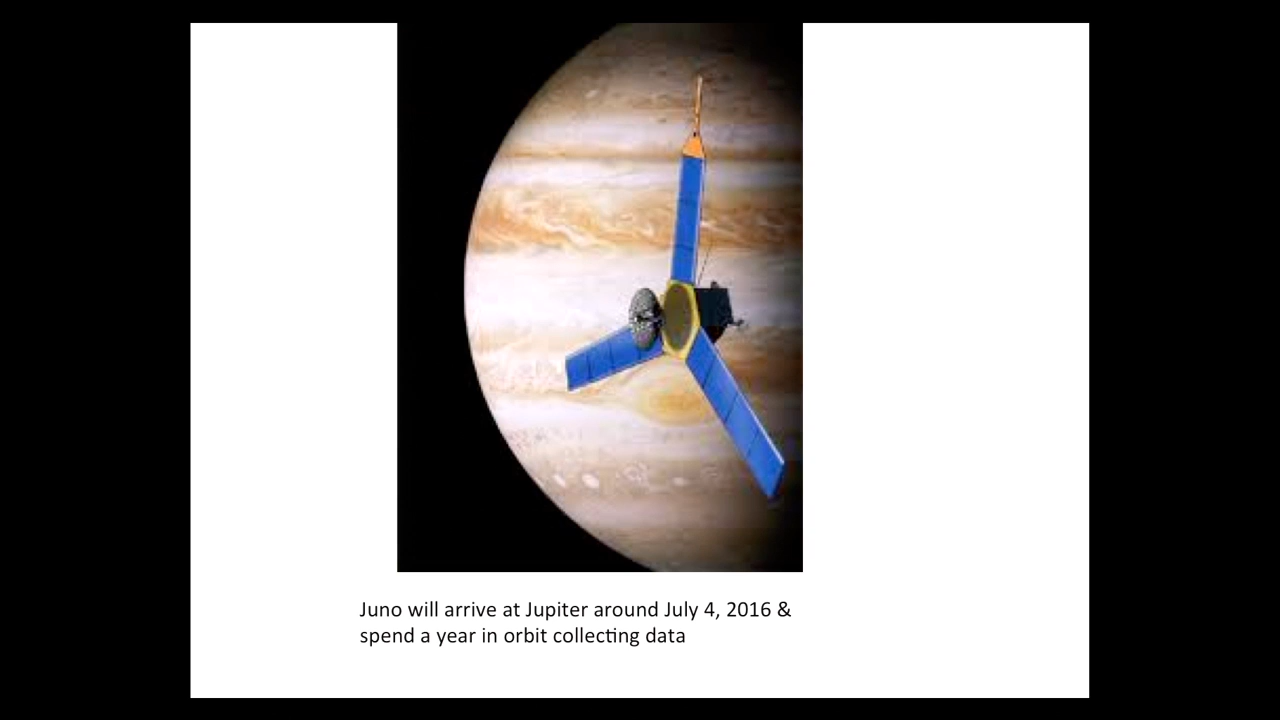 Juno will arrive at Jupiter around July 4, 2016 &
spend a year in orbit collecting data